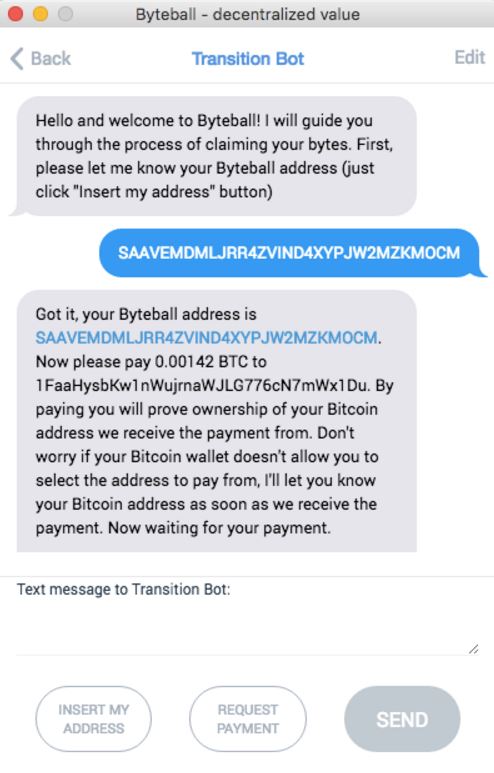 Byteball - decentralized value
Back
Transition Bot
Edit
Hello and welcome to Byteball! I will guide you
through the process of claiming your bytes. First,
please let me know your Byteball address (just
click "Insert my address" button)
SAAVEMDMLJRR4ZVIND4XYPJW2MZKMOCM
Got it, your Byteball address is
SAAVEMDMLJRR4ZVIND4XYPJW2MZKMOCM.
Now please pay 0.00142 BTC to
1FaaHysbKw1nWujrnaWJLG776cN7mWx1Du. By
paying you will prove ownership of your Bitcoin
address we receive the payment from. Don't
worry if your Bitcoin wallet doesn't allow you to
select the address to pay from, I'll let you know
your Bitcoin address as soon as we receive the
payment. Now waiting for your payment.
Text message to Transition Bot:
INSERT MY
ADDRESS
REQUEST
PAYMENT
SEND